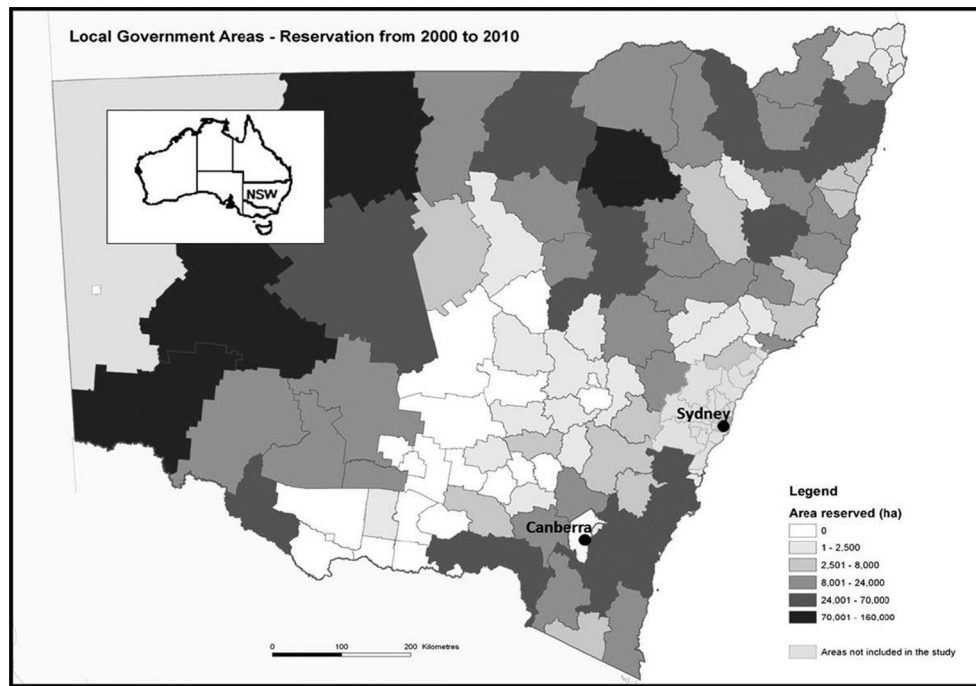 Local Government Areas - Reservation from 2000 to 2010
NSW
Sydney
Canberra
Legend
Area reserved (ha)
0
1 - 2,500
2,501 - 8,000
8,001 - 24,000
24,001 - 70,000
70,001 - 160,000
Areas not included in the study
0 100 200 Kilometres